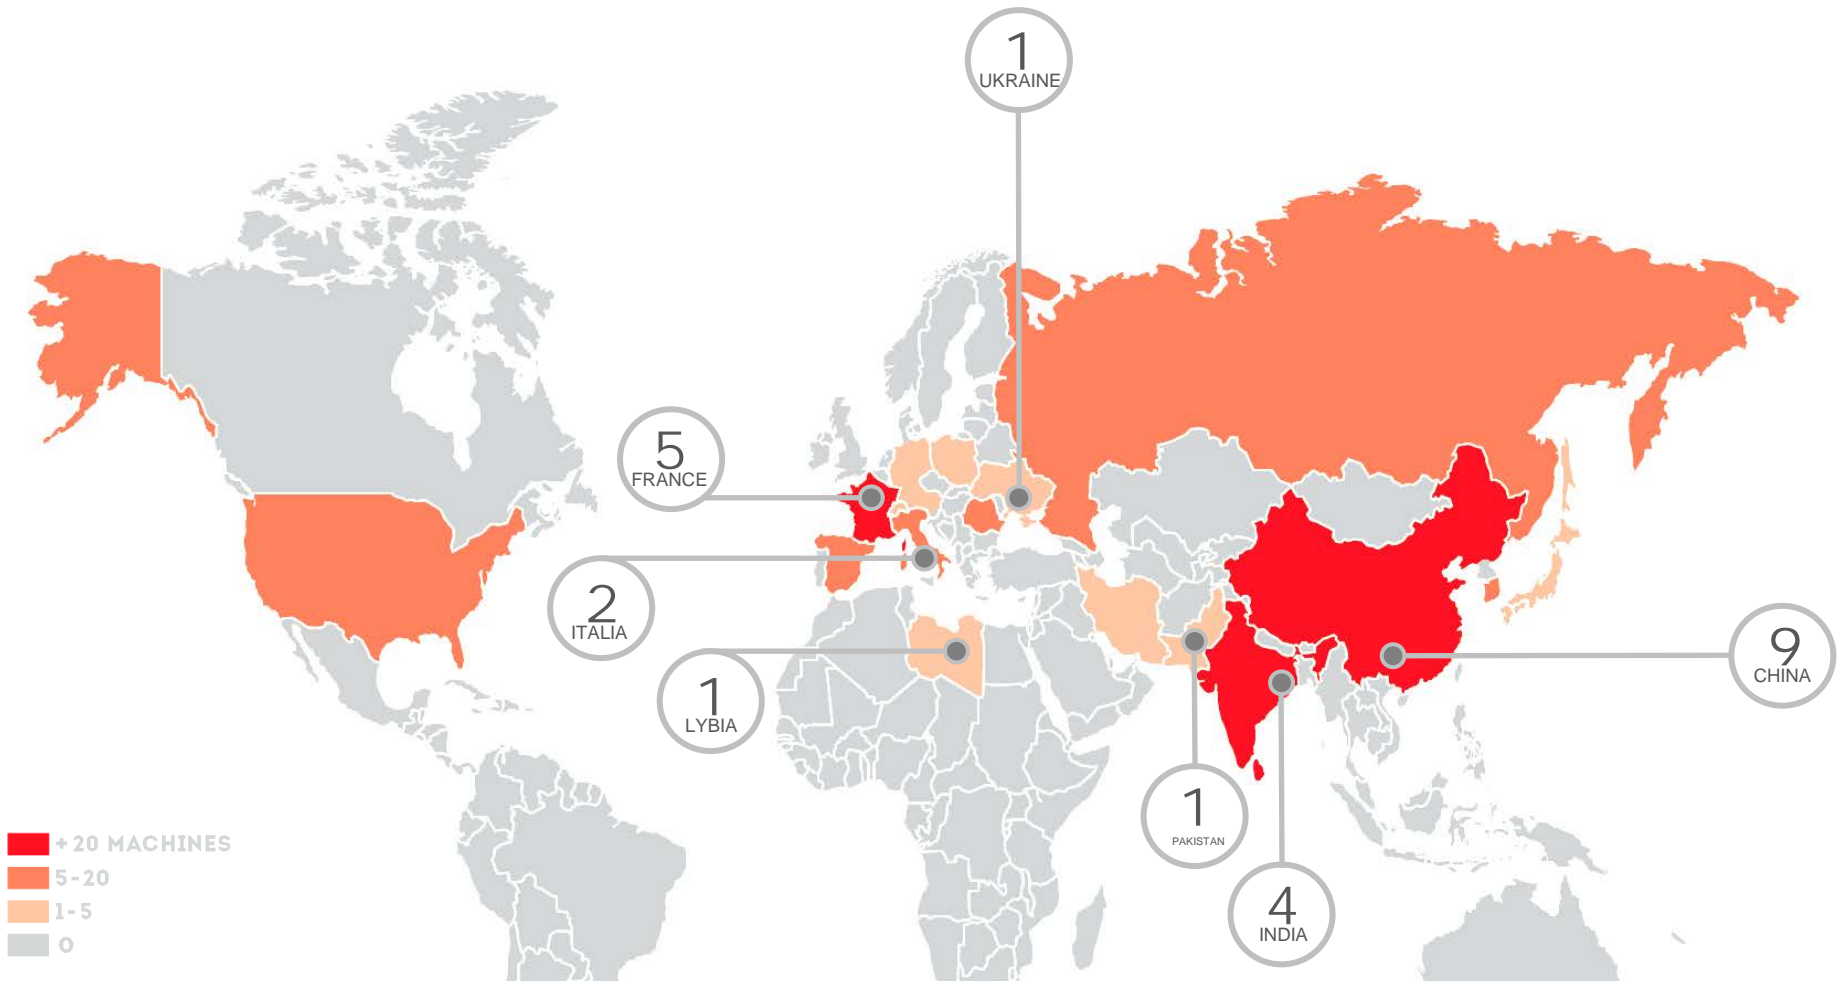 1
UKRAINE
5
FRANCE
2
ITALIA
1
LYBIA
9
CHINA
1
PAKISTAN
4
INDIA
+20 MACHINES
5-20
1-5
0